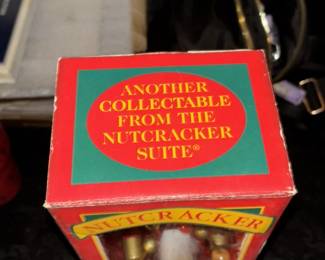 ANOTHER
COLLECTABLE
FROM THE
NUTCRACKER
SUITE®
NUTCRACKER